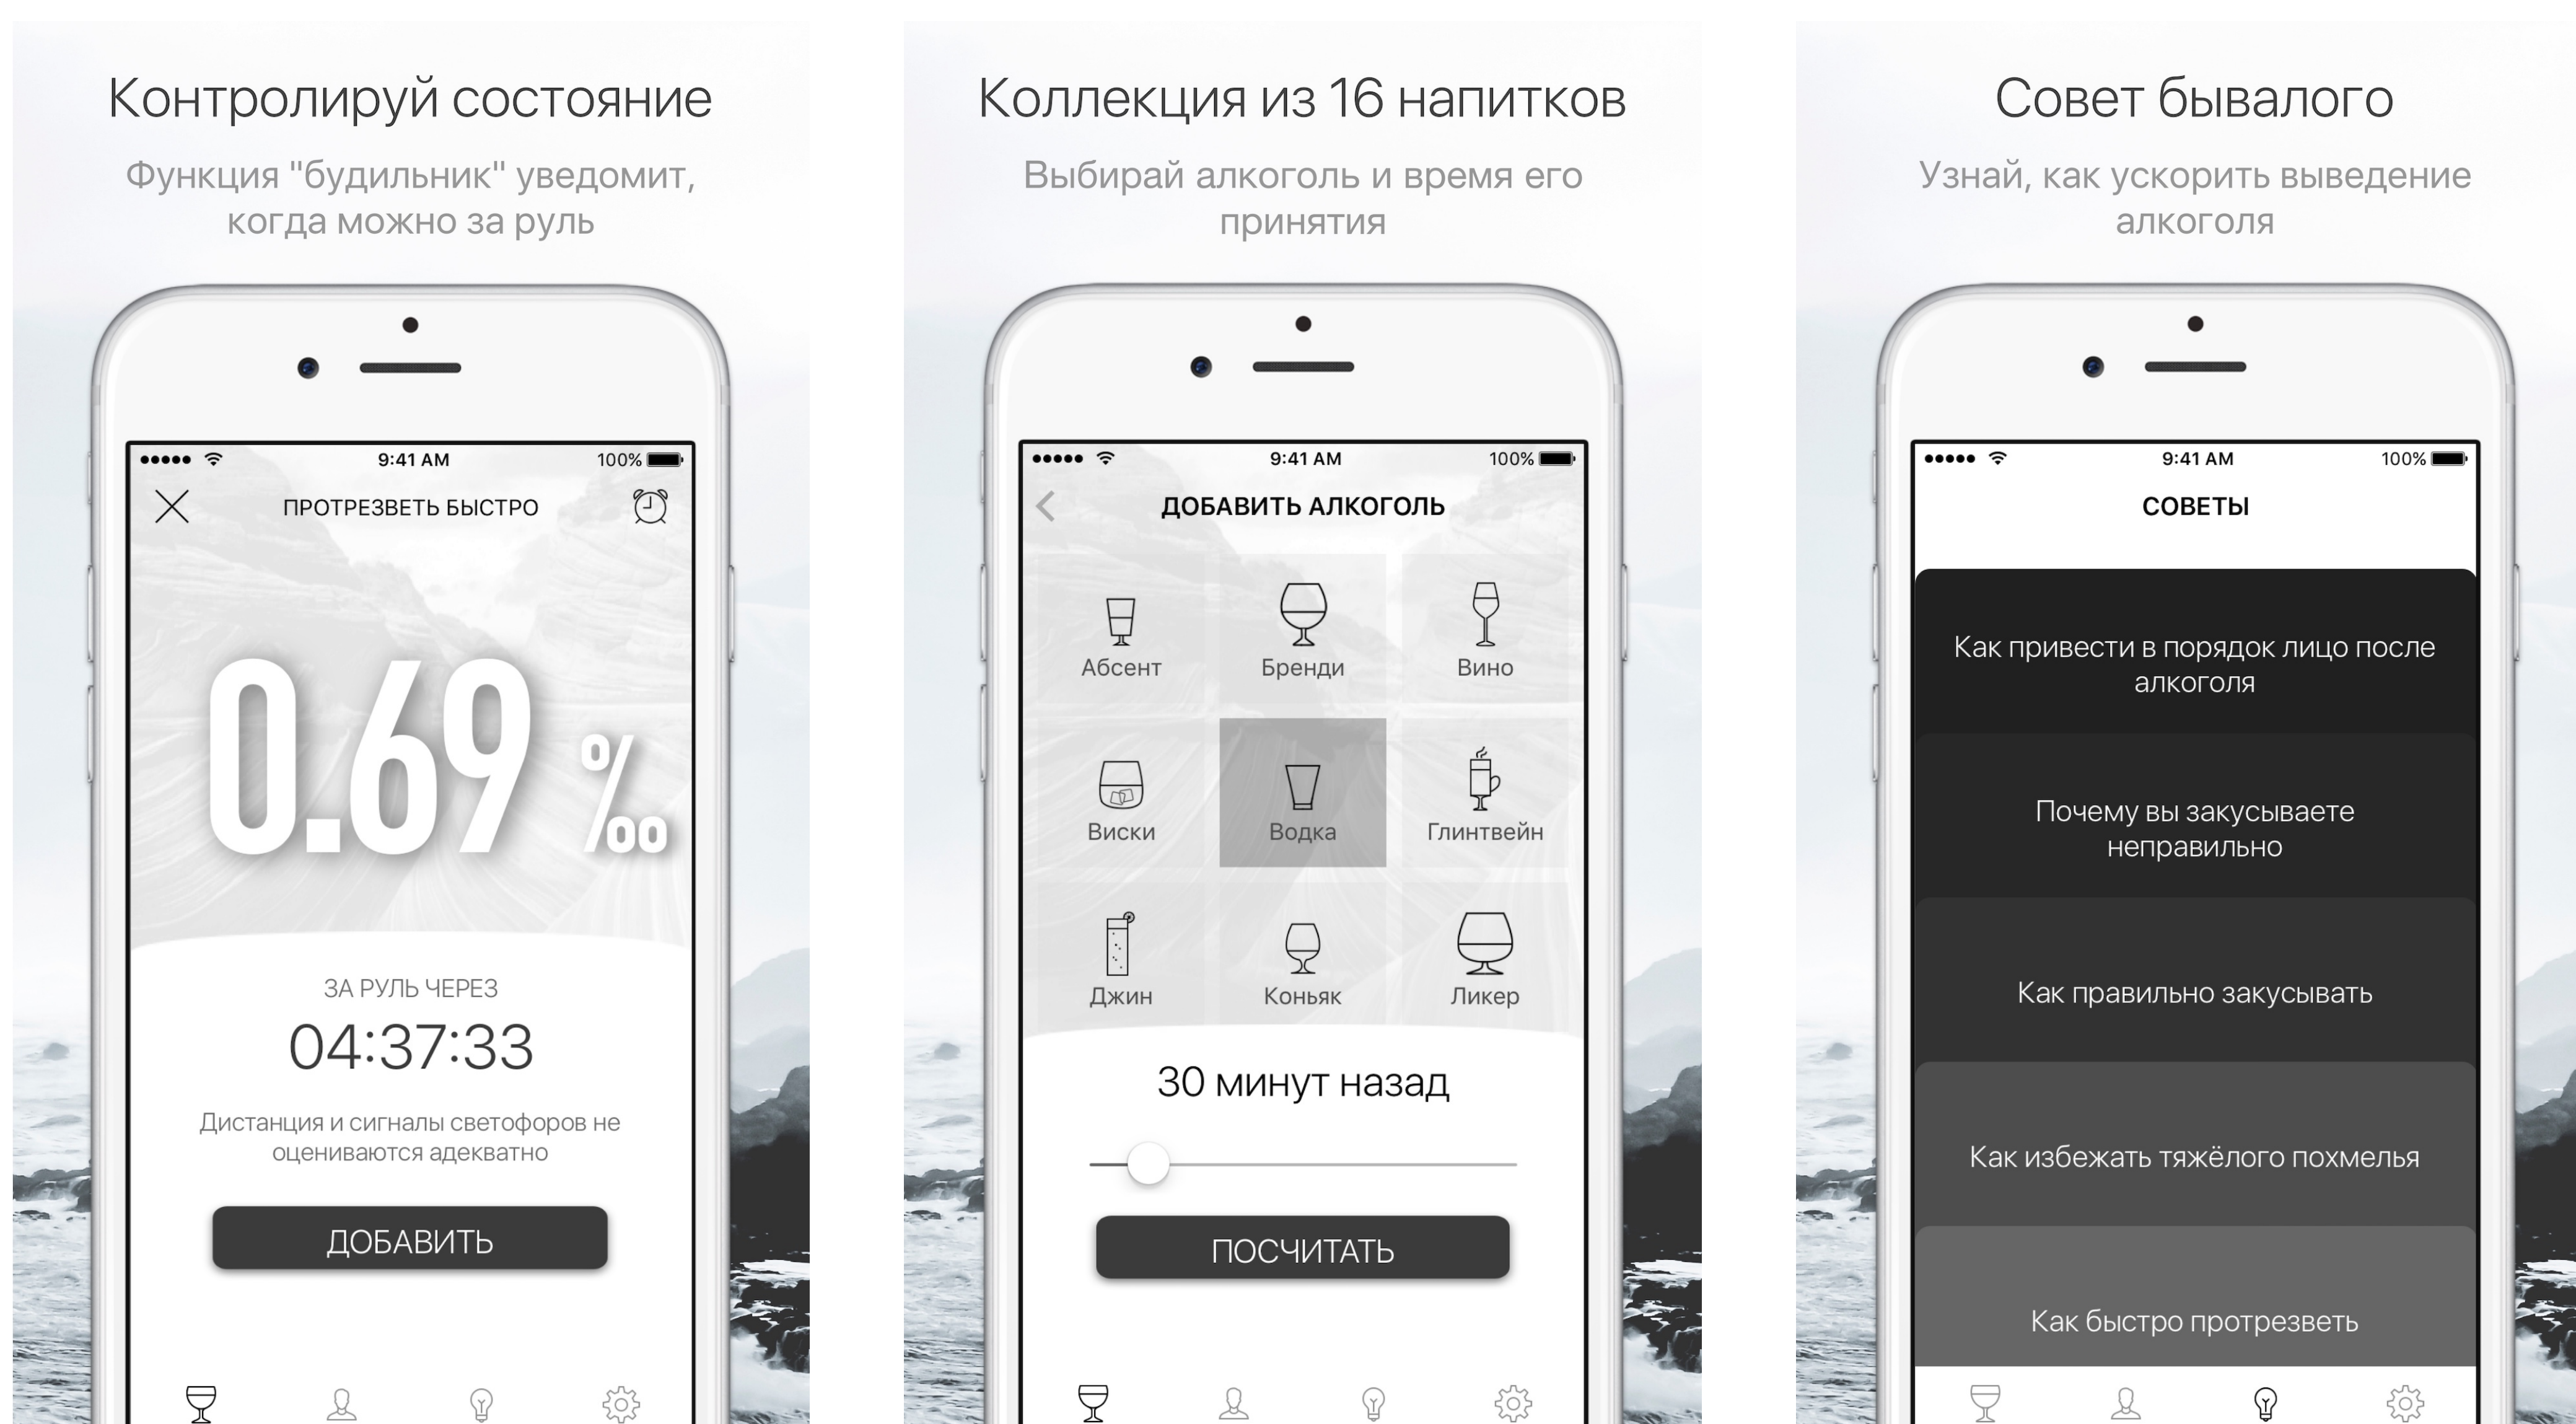 Контролируй состояние
Функция "будильник" уведомит,
когда можно за руль
9:41 AM
100%
ПРОТРЕЗВЕТЬ БЫСТРО
0.69 ‰
ЗА РУЛЬ ЧЕРЕЗ
04:37:33
Дистанция и сигналы светофоров не
оцениваются адекватно
ДОБАВИТЬ
Коллекция из 16 напитков
Выбирай алкоголь и время его
принятия
9:41 AM
100%
ДОБАВИТЬ АЛКОГОЛЬ
Абсент
Бренди
Вино
Виски
Водка
Глинтвейн
Джин
Коньяк
Ликер
30 минут назад
ПОСЧИТАТЬ
Совет бывалого
Узнай, как ускорить выведение
алкоголя
9:41 AM
100%
СОВЕТЫ
Как привести в порядок лицо после
алкоголя
Почему вы закусываете
неправильно
Как правильно закусывать
Как избежать тяжёлого похмелья
Как быстро протрезветь